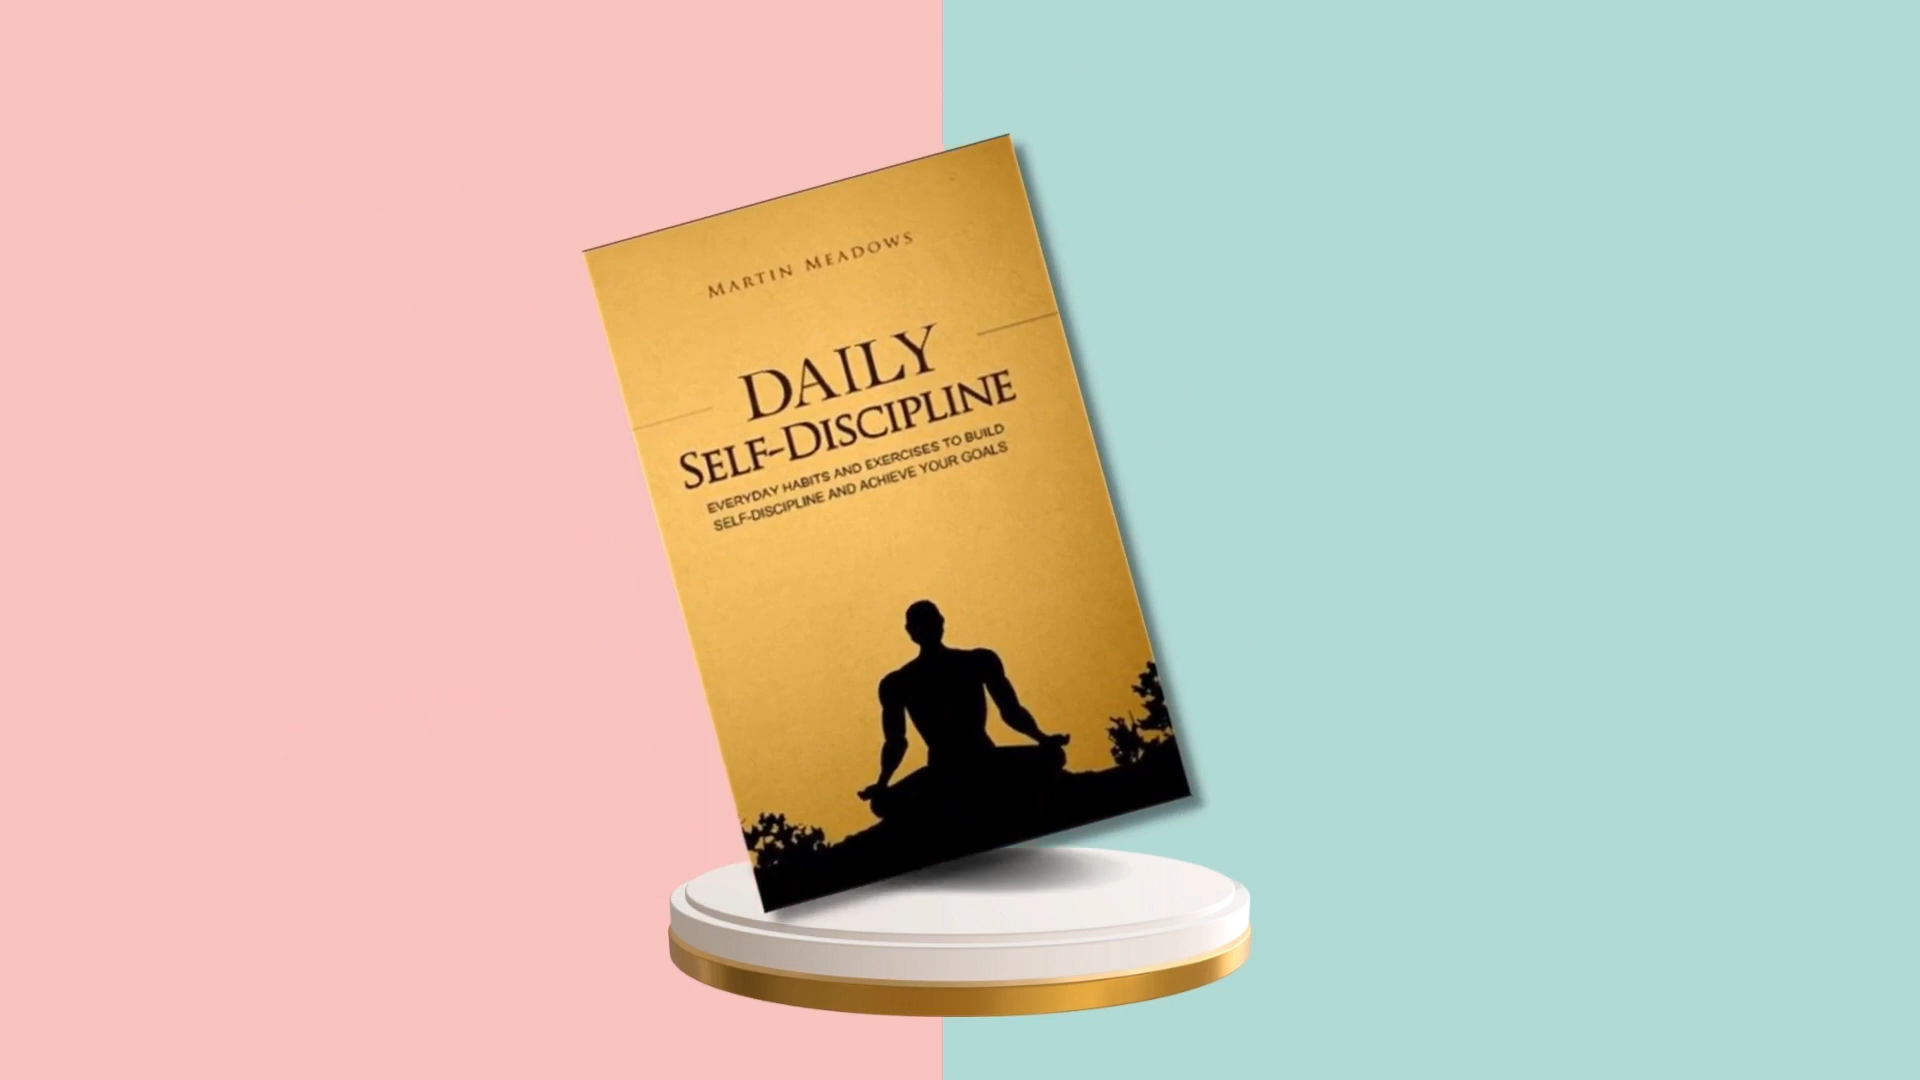 MARTIN MEADOWS
DAILY
SELF-DISCIPLINE
EVERYDAY HABITS AND EXERCISES TO BUILD
SELF-DISCIPLINE AND ACHIEVE YOUR GOALS